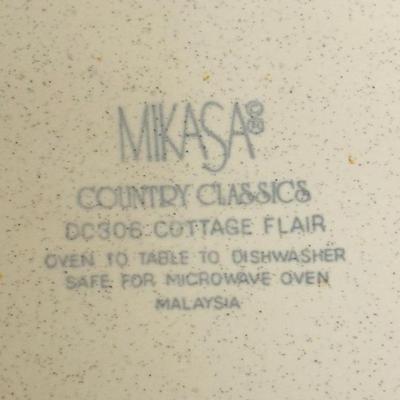 MIKASA©®
COUNTRY CLASSICS
DC306 COTTAGE FLAIR
OVEN TO TABLE TO DISHWASHER
SAFE FOR MICROWAVE OVEN
MALAYSIA